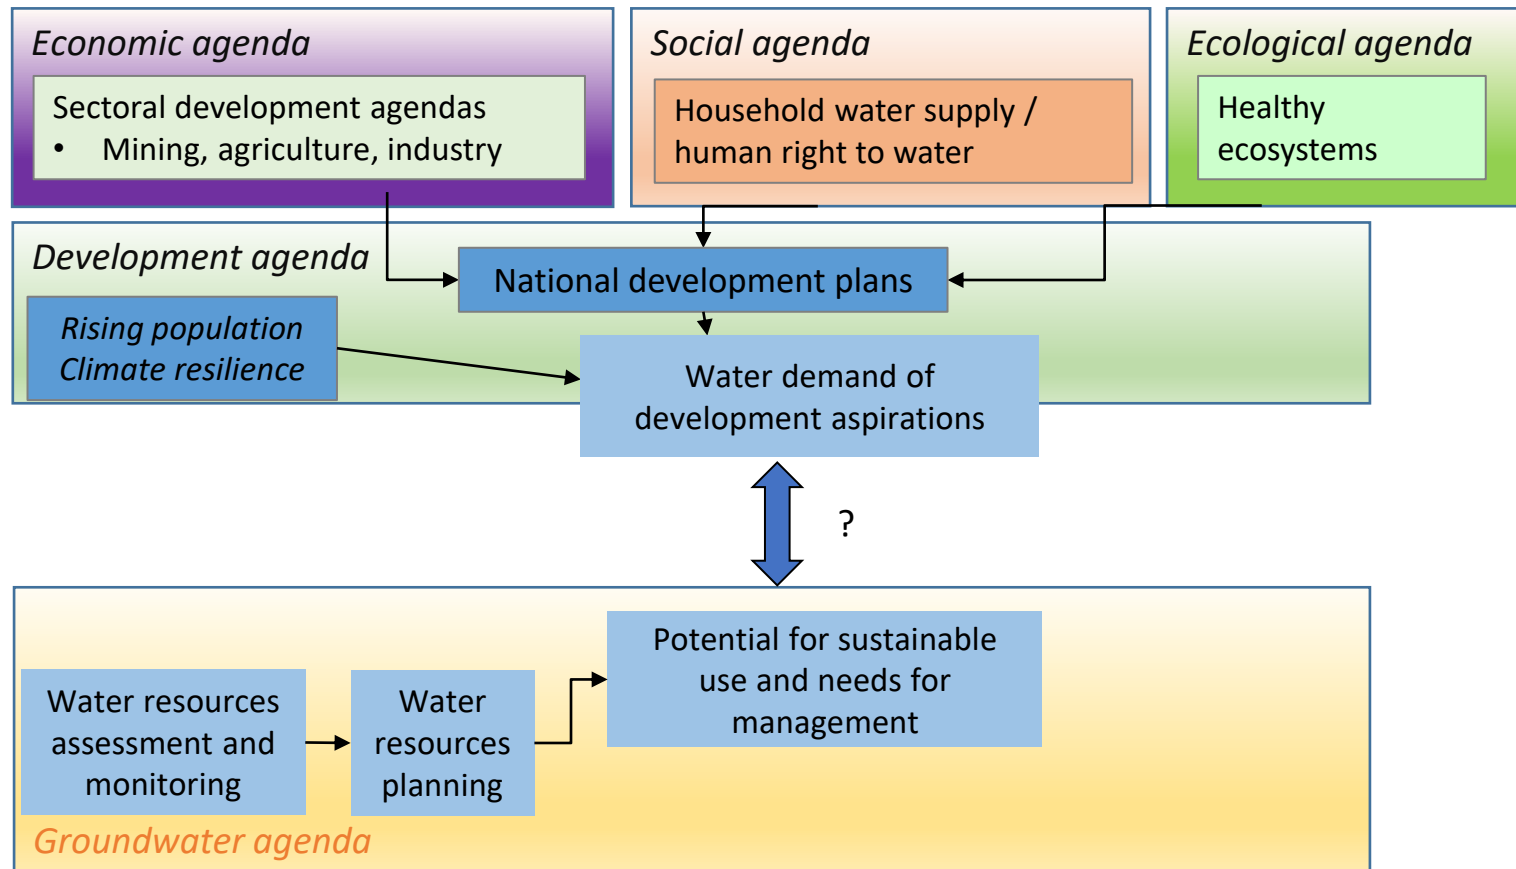 Economic agenda
Sectoral development agendas
• Mining, agriculture, industry
Social agenda
Household water supply /
human right to water
Ecological agenda
Healthy
ecosystems
Development agenda
National development plans
Rising population
Climate resilience
Water demand of
development aspirations
?
Potential for sustainable
use and needs for
management
Water resources
assessment and
monitoring
Water
resources
planning
Groundwater agenda